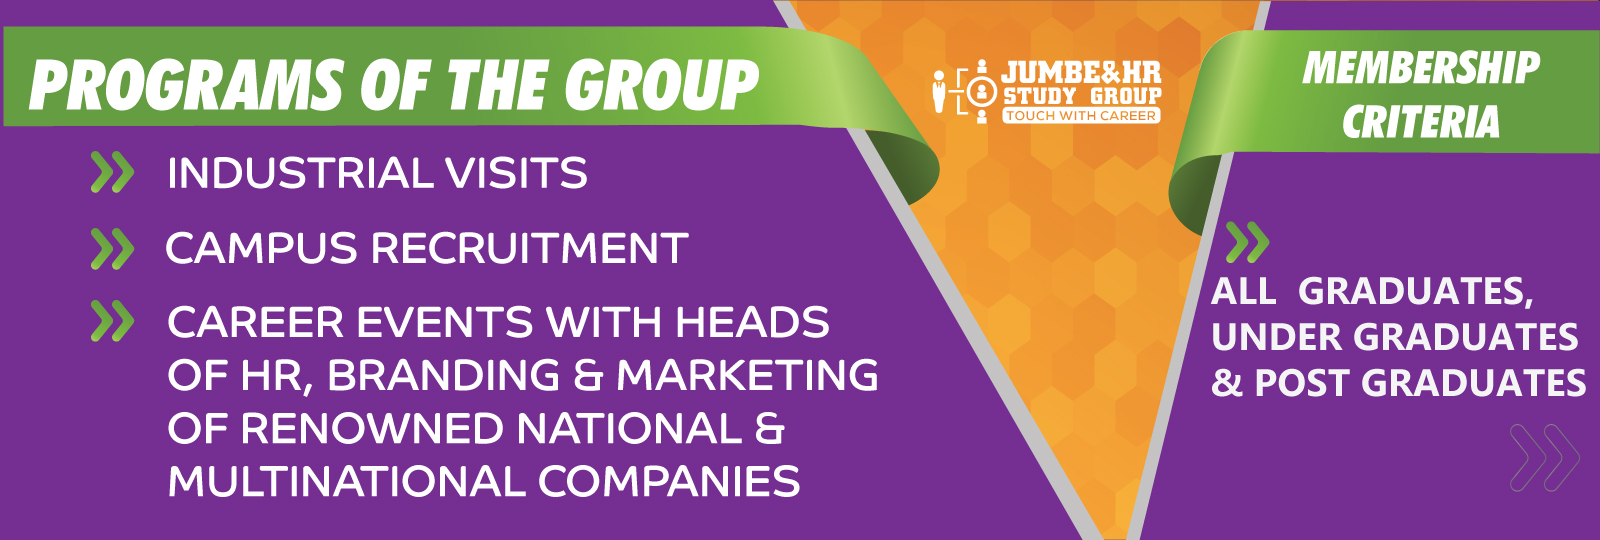 PROGRAMS OF THE GROUP
INDUSTRIAL VISITS
CAMPUS RECRUITMENT
CAREER EVENTS WITH HEADS
OF HR, BRANDING & MARKETING
OF RENOWNED NATIONAL &
MULTINATIONAL COMPANIES
JUMBE&HR
STUDY GROUP
TOUCH WITH CAREER
MEMBERSHIP
CRITERIA
ALL GRADUATES,
UNDER GRADUATES
& POST GRADUATES